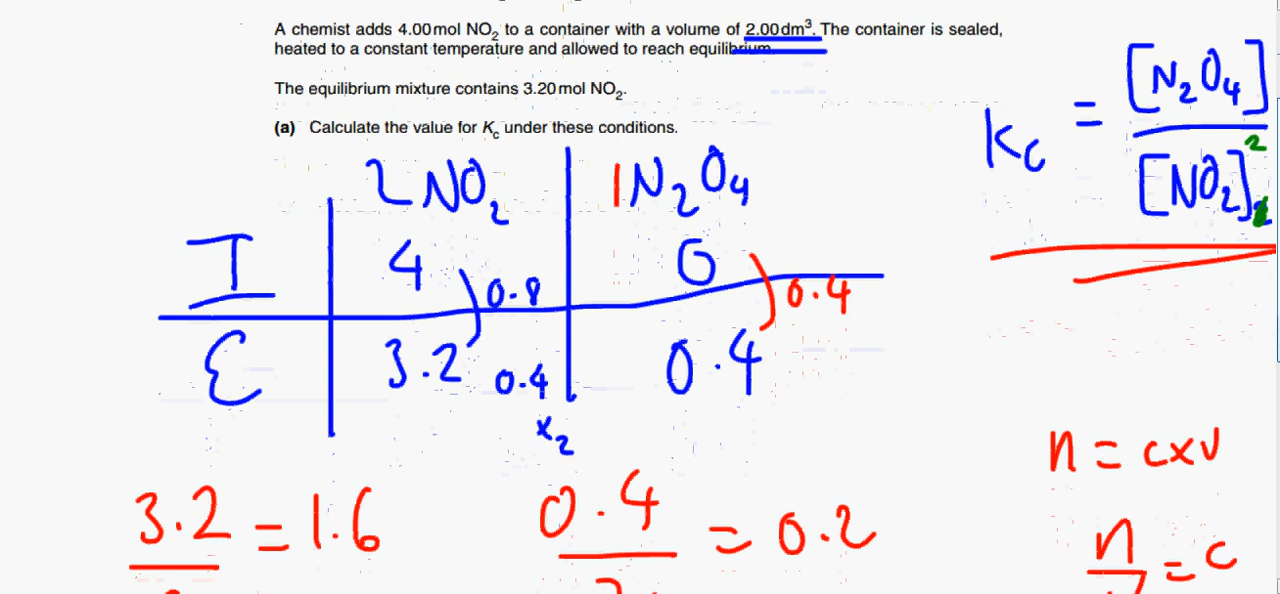 A chemist adds 4.00 mol NO₂ to a container with a volume of 2.00 dm³. The container is sealed,
heated to a constant temperature and allowed to reach equilibrium.
The equilibrium mixture contains 3.20 mol NO₂.
(a) Calculate the value for Kc under these conditions.
Kc = [N₂O₄] / [NO₂]²
2NO₂ 1N₂O₄
I 4 0
0.8 0.4
E 3.2 0.4
0.4
x2
n = c x v
3.2 = 1.6
0.4 = 0.2
n = c